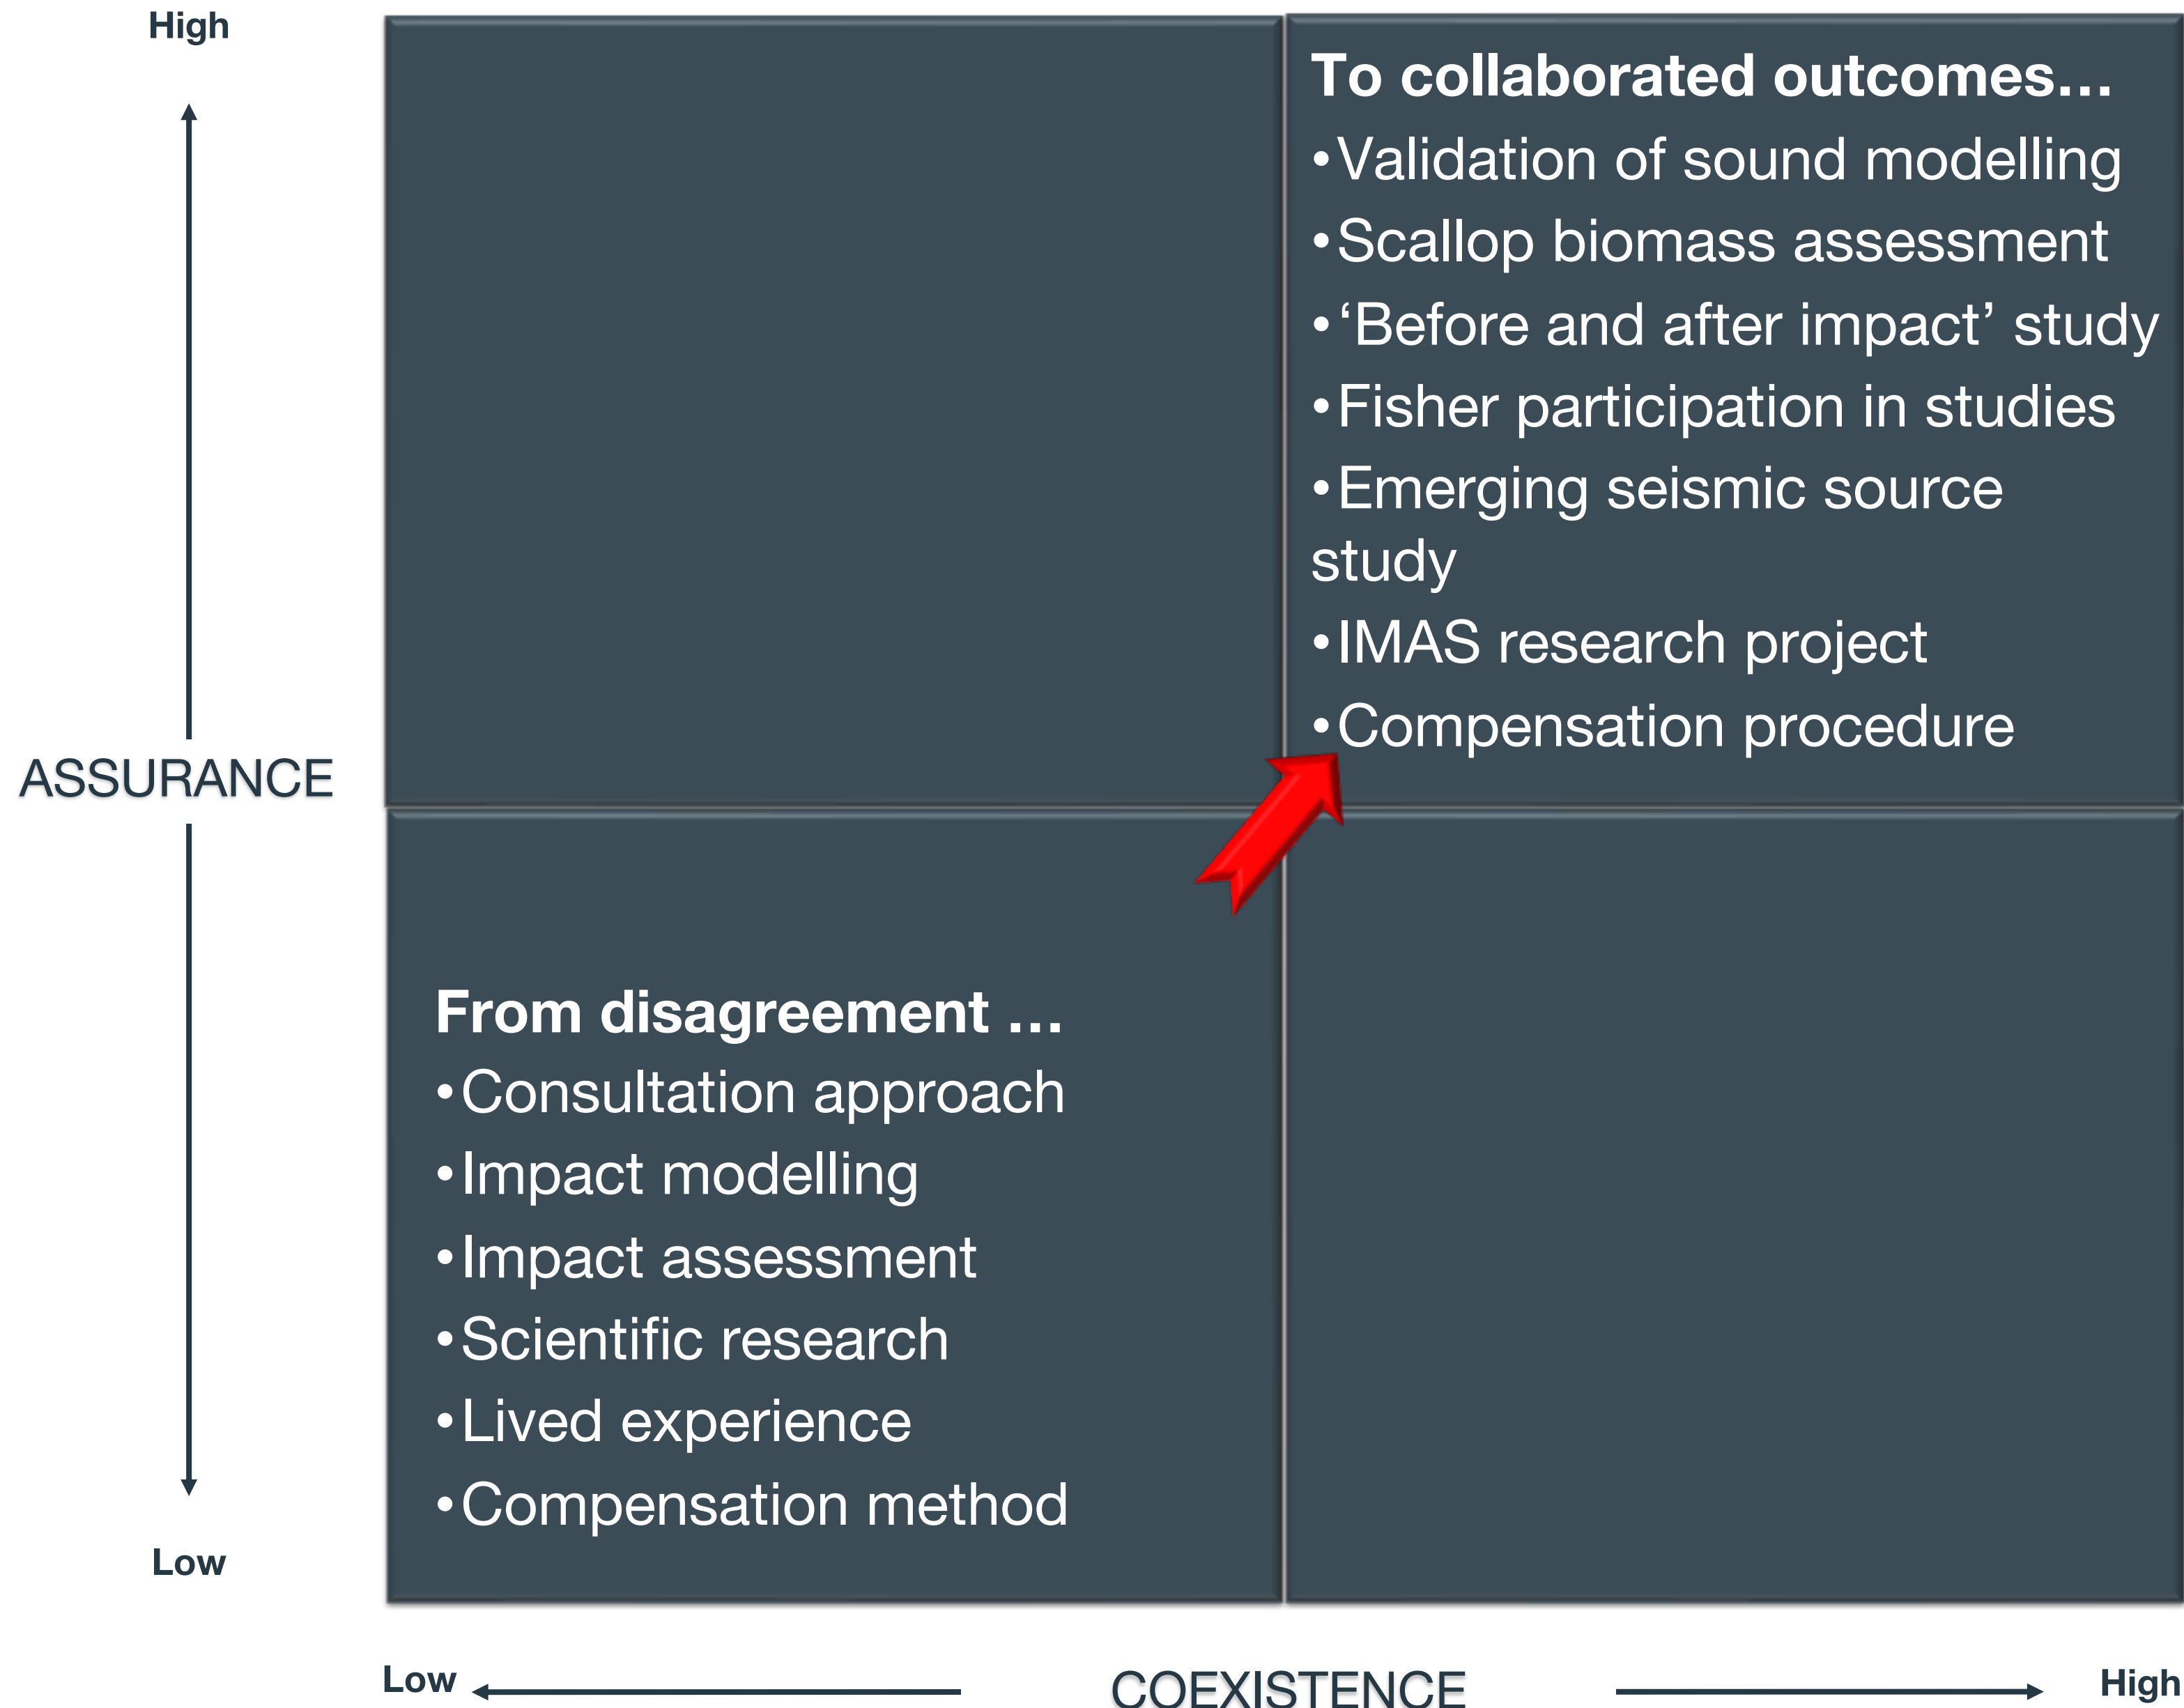 High
To collaborated outcomes...
•Validation of sound modelling
•Scallop biomass assessment
•‘Before and after impact’ study
•Fisher participation in studies
•Emerging seismic source
study
•IMAS research project
•Compensation procedure
ASSURANCE
From disagreement ...
•Consultation approach
•Impact modelling
•Impact assessment
•Scientific research
•Lived experience
•Compensation method
Low
Low
COEXISTENCE
High